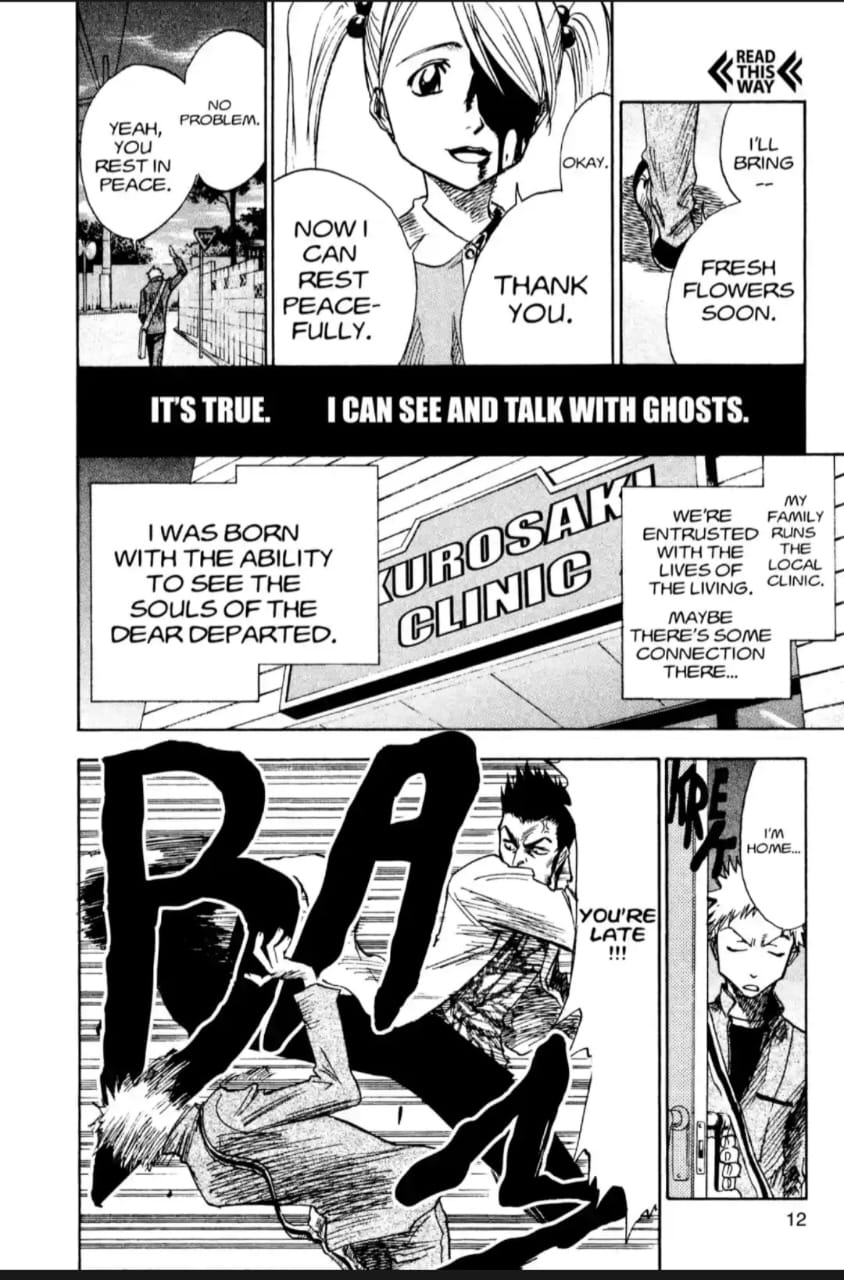 READ
THIS
WAY
I'LL
BRING
--
FRESH
FLOWERS
SOON.
OKAY.
THANK
YOU.
NOW I
CAN
REST
PEACE-
FULLY.
NO
PROBLEM.
YEAH,
YOU
REST IN
PEACE.
I CAN SEE AND TALK WITH GHOSTS.
IT'S TRUE.
MY
FAMILY
RUNS
THE
LOCAL
CLINIC.
WE'RE
ENTRUSTED
WITH THE
LIVES OF
THE LIVING.
MAYBE
THERE'S SOME
CONNECTION
THERE...
KUROSAKI
CLINIC
I WAS BORN
WITH THE ABILITY
TO SEE THE
SOULS OF THE
DEAR DEPARTED.
I'M
HOME...
YOU'RE
LATE
!!!
BAM
12